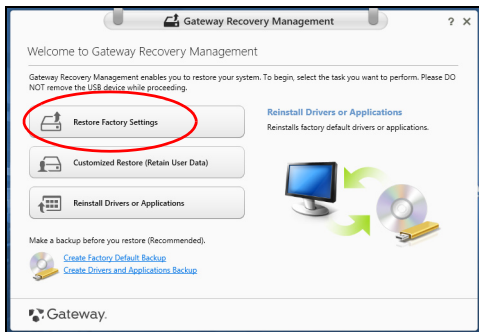 Gateway Recovery Management
? X
Welcome to Gateway Recovery Management
Gateway Recovery Management enables you to restore your system. To begin, select the task you want to perform. Please DO
NOT remove the USB device while proceeding.
Restore Factory Settings
Customized Restore (Retain User Data)
Reinstall Drivers or Applications
Reinstall Drivers or Applications
Reinstalls factory default drivers or applications.
Make a backup before you restore (Recommended).
Create Factory Default Backup
Create Drivers and Applications Backup
Gateway.